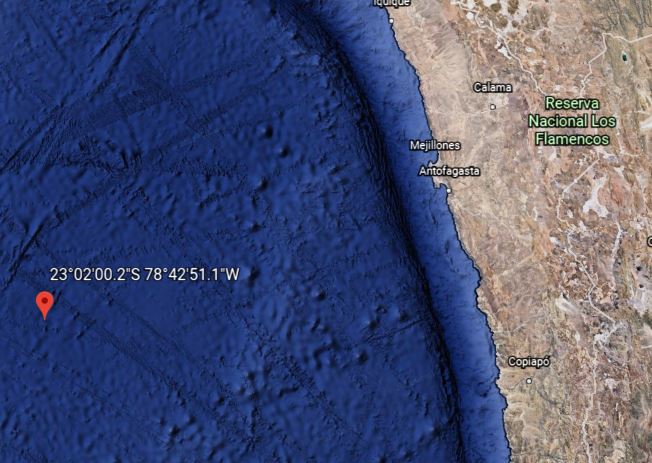 Iquique
Calama
Reserva
Nacional Los
Flamencos
Mejillones
Antofagasta
23°02'00.2"S 78°42'51.1"W
Copiapó